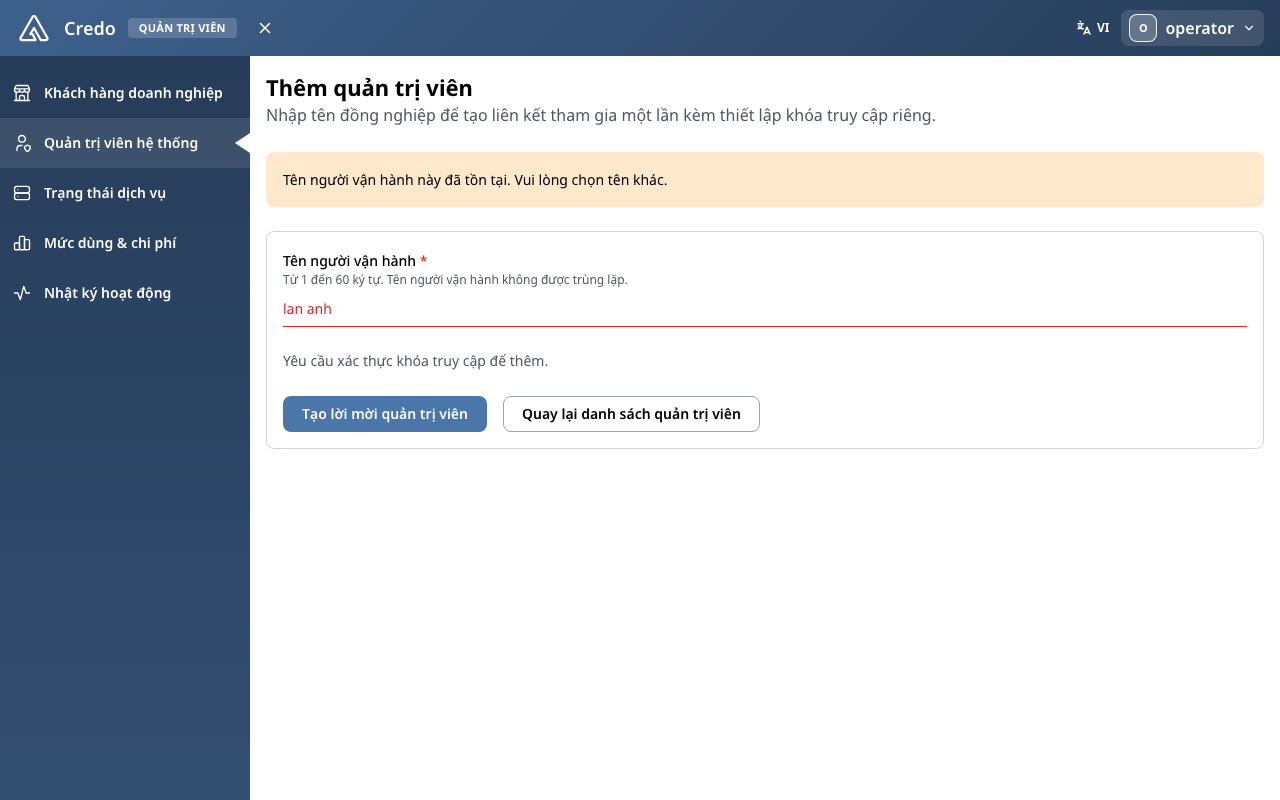 Credo
QUẢN TRỊ VIÊN
VI
O
operator
Khách hàng doanh nghiệp
Quản trị viên hệ thống
Trạng thái dịch vụ
Mức dùng & chi phí
Nhật ký hoạt động
Thêm quản trị viên
Nhập tên đồng nghiệp để tạo liên kết tham gia một lần kèm thiết lập khóa truy cập riêng.
Tên người vận hành này đã tồn tại. Vui lòng chọn tên khác.
Tên người vận hành *
Từ 1 đến 60 ký tự. Tên người vận hành không được trùng lặp.
lan anh
Yêu cầu xác thực khóa truy cập để thêm.
Tạo lời mời quản trị viên
Quay lại danh sách quản trị viên